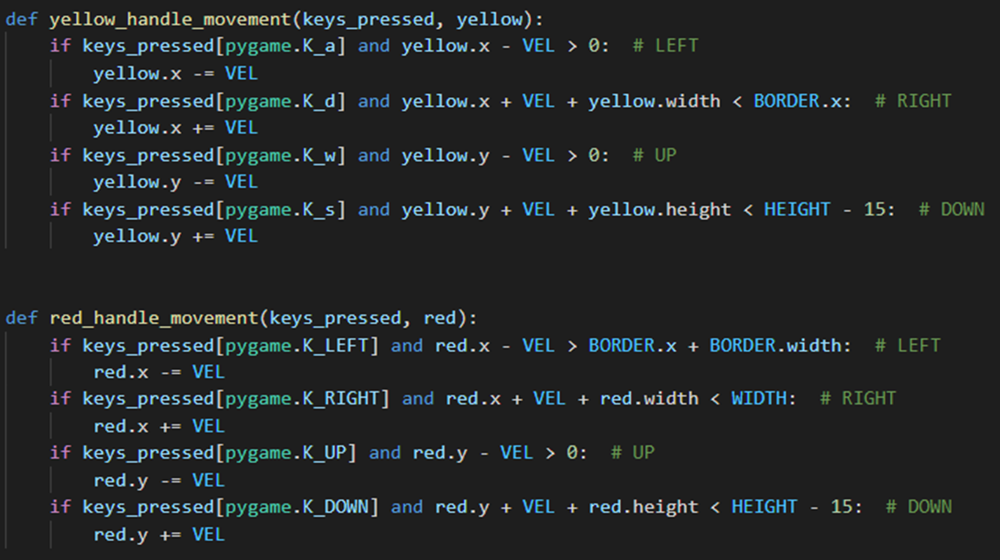 def yellow_handle_movement(keys_pressed, yellow):
    if keys_pressed[pygame.K_a] and yellow.x - VEL > 0:  # LEFT
        yellow.x -= VEL
    if keys_pressed[pygame.K_d] and yellow.x + VEL + yellow.width < BORDER.x:  # RIGHT
        yellow.x += VEL
    if keys_pressed[pygame.K_w] and yellow.y - VEL > 0:  # UP
        yellow.y -= VEL
    if keys_pressed[pygame.K_s] and yellow.y + VEL + yellow.height < HEIGHT - 15:  # DOWN
        yellow.y += VEL
def red_handle_movement(keys_pressed, red):
    if keys_pressed[pygame.K_LEFT] and red.x - VEL > BORDER.x + BORDER.width:  # LEFT
        red.x -= VEL
    if keys_pressed[pygame.K_RIGHT] and red.x + VEL + red.width < WIDTH:  # RIGHT
        red.x += VEL
    if keys_pressed[pygame.K_UP] and red.y - VEL > 0:  # UP
        red.y -= VEL
    if keys_pressed[pygame.K_DOWN] and red.y + VEL + red.height < HEIGHT - 15:  # DOWN
        red.y += VEL